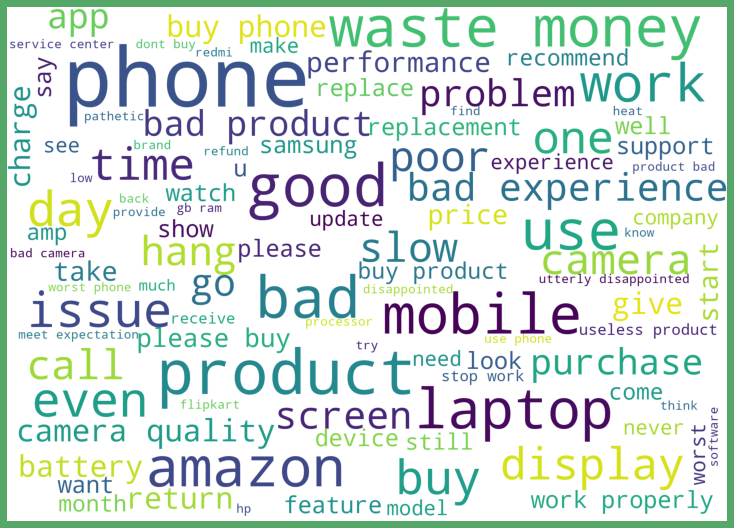 app
buy phone
waste money
service center
dont buy
redmi
make
performance
recommend
say
phone
replace
problem
work
charge
pathetic
bad product
replacement
find
heat
one
well
see
brand
time
refund
samsung
poor
support
low
u
experience
product bad
good
bad experience
day
back
watch
provide
gb ram
update
price
company
amp
show
use
know
bad camera
hang
please
slow
camera
start
take
go
buy product
utterly disappointed
worst phone
much
disappointed
issue
bad
mobile
give
receive
processor
useless product
meet expectation
please buy
try
use phone
call
product
need
look
purchase
stop work
even
flipkart
screen
laptop
come
think
camera quality
device
still
never
worst
software
battery
amazon
buy
display
want
month
return
hp
feature
model
work properly